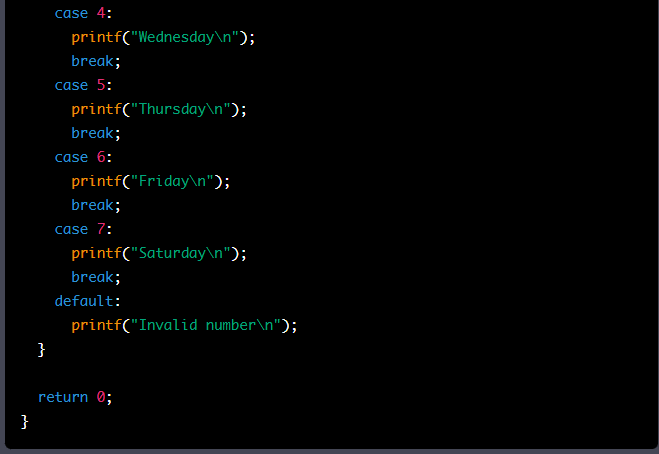 case 4:
printf("Wednesday\n");
break;
case 5:
printf("Thursday\n");
break;
case 6:
printf("Friday\n");
break;
case 7:
printf("Saturday\n");
break;
default:
printf("Invalid number\n");
}
return 0;
}